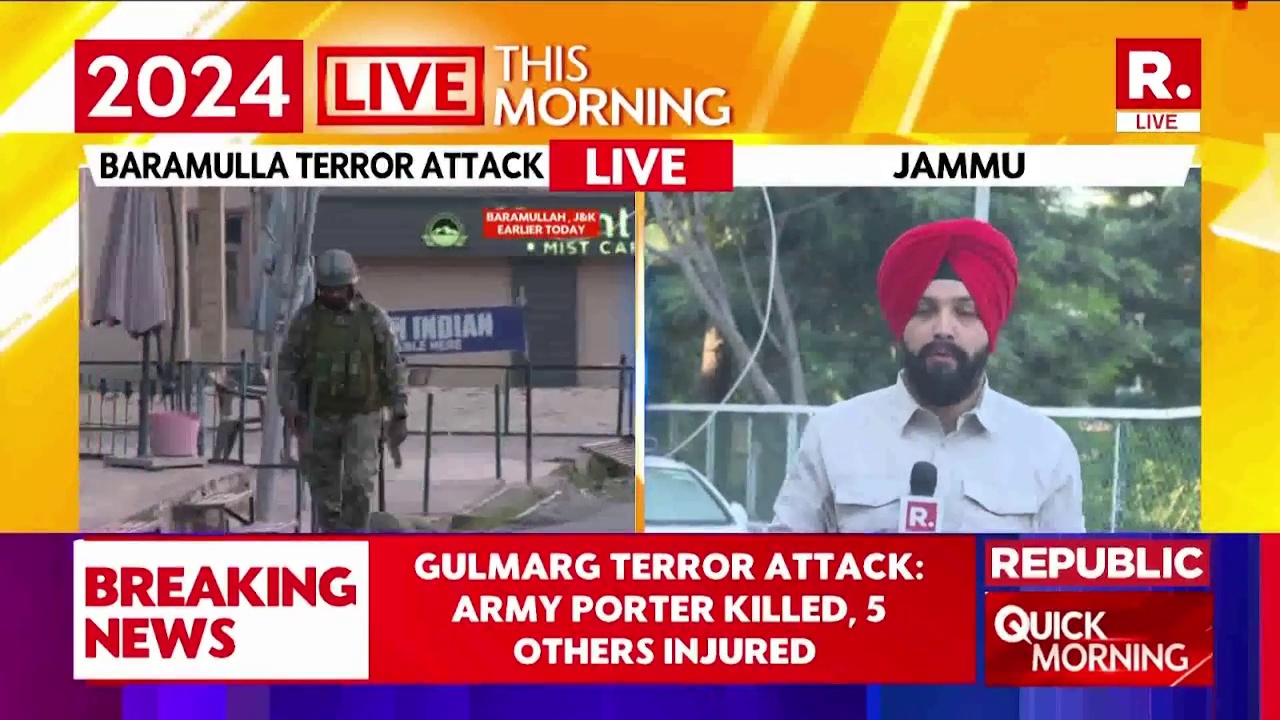 2024 LIVE THIS
MORNING
R.
LIVE
BARAMULLA TERROR ATTACK LIVE JAMMU
BARAMULLAH, J&K
EARLIER TODAY
• MIST
INDIAN
HERE
R.
BREAKING
NEWS
GULMARG TERROR ATTACK:
ARMY PORTER KILLED, 5
OTHERS INJURED
REPUBLIC
QUICK
MORNING